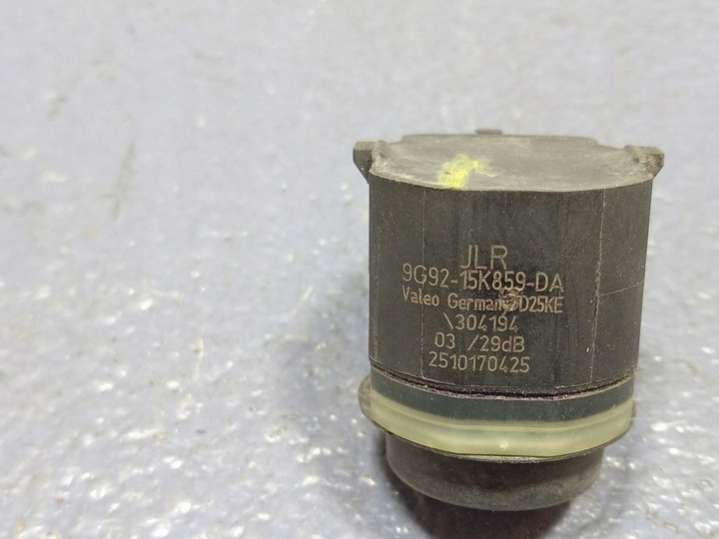 JLR
9G92-15K859-DA
Valeo Germany/D25KE
\304194
03 /29dB
2510170425